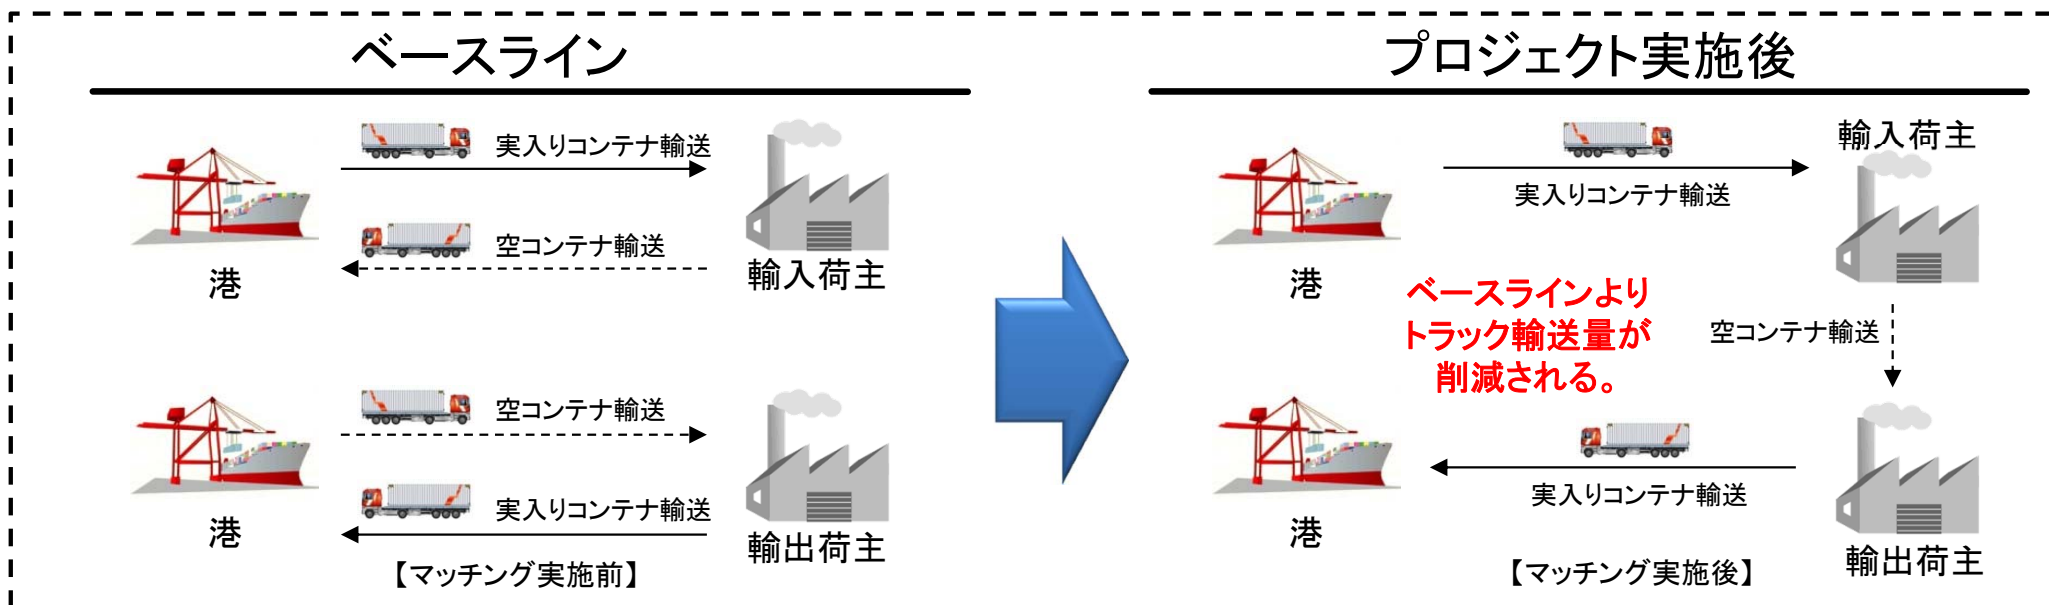 ベースライン
実入りコンテナ輸送
空コンテナ輸送
港
輸入荷主
空コンテナ輸送
実入りコンテナ輸送
港
輸出荷主
【マッチング実施前】
プロジェクト実施後
輸入荷主
実入りコンテナ輸送
港
ベースラインより
トラック輸送量が
削減される。
空コンテナ輸送
実入りコンテナ輸送
港
輸出荷主
【マッチング実施後】